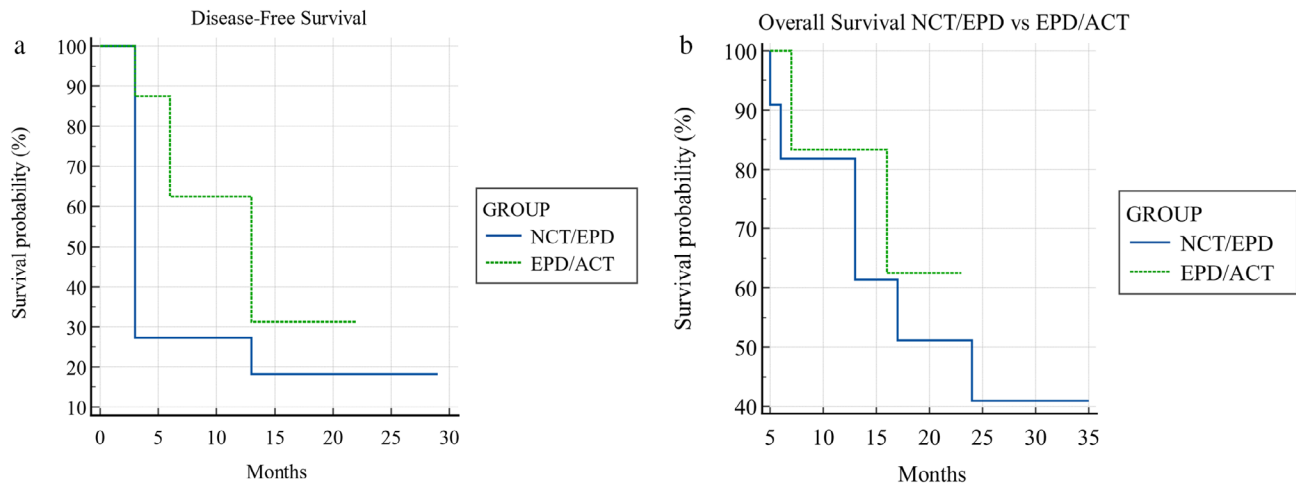 Disease-Free Survival
a
100
90
80
70
60
50
40
30
20
10
Survival probability (%)
0 5 10 15 20 25 30
Months
GROUP
NCT/EPD
EPD/ACT
Overall Survival NCT/EPD vs EPD/ACT
b
100
90
80
70
60
50
40
Survival probability (%)
5 10 16 20 25 30 35
Months
GROUP
NCT/EPD
EPD/ACT